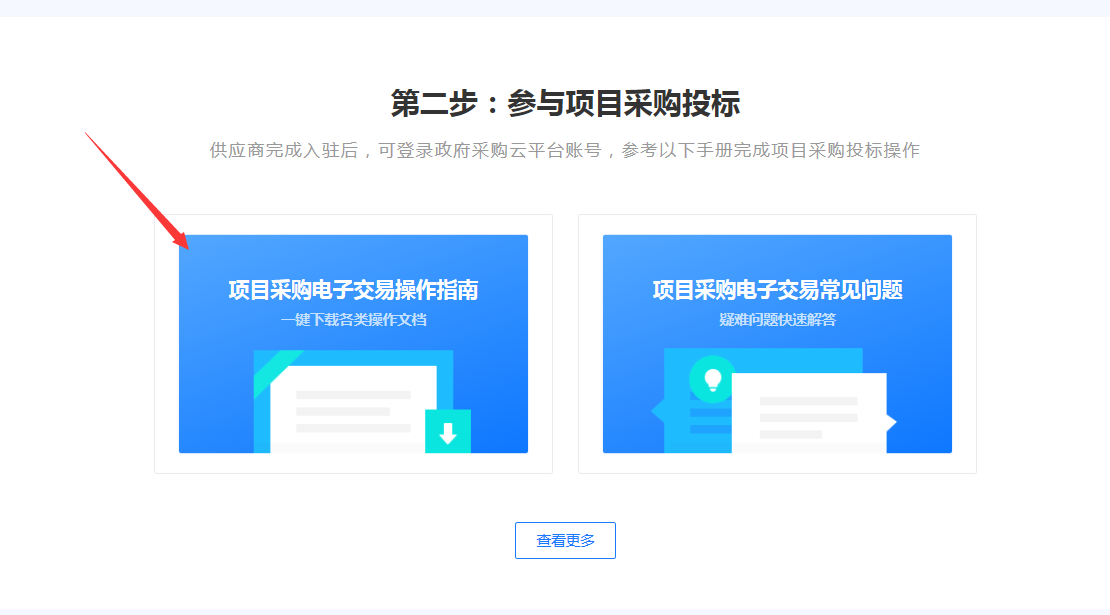 第二步：参与项目采购投标
供应商完成入驻后，可登录政府采购云平台账号，参考以下手册完成项目采购投标操作
项目采购电子交易操作指南
一键下载各类操作文档
项目采购电子交易常见问题
疑难问题快速解答
查看更多